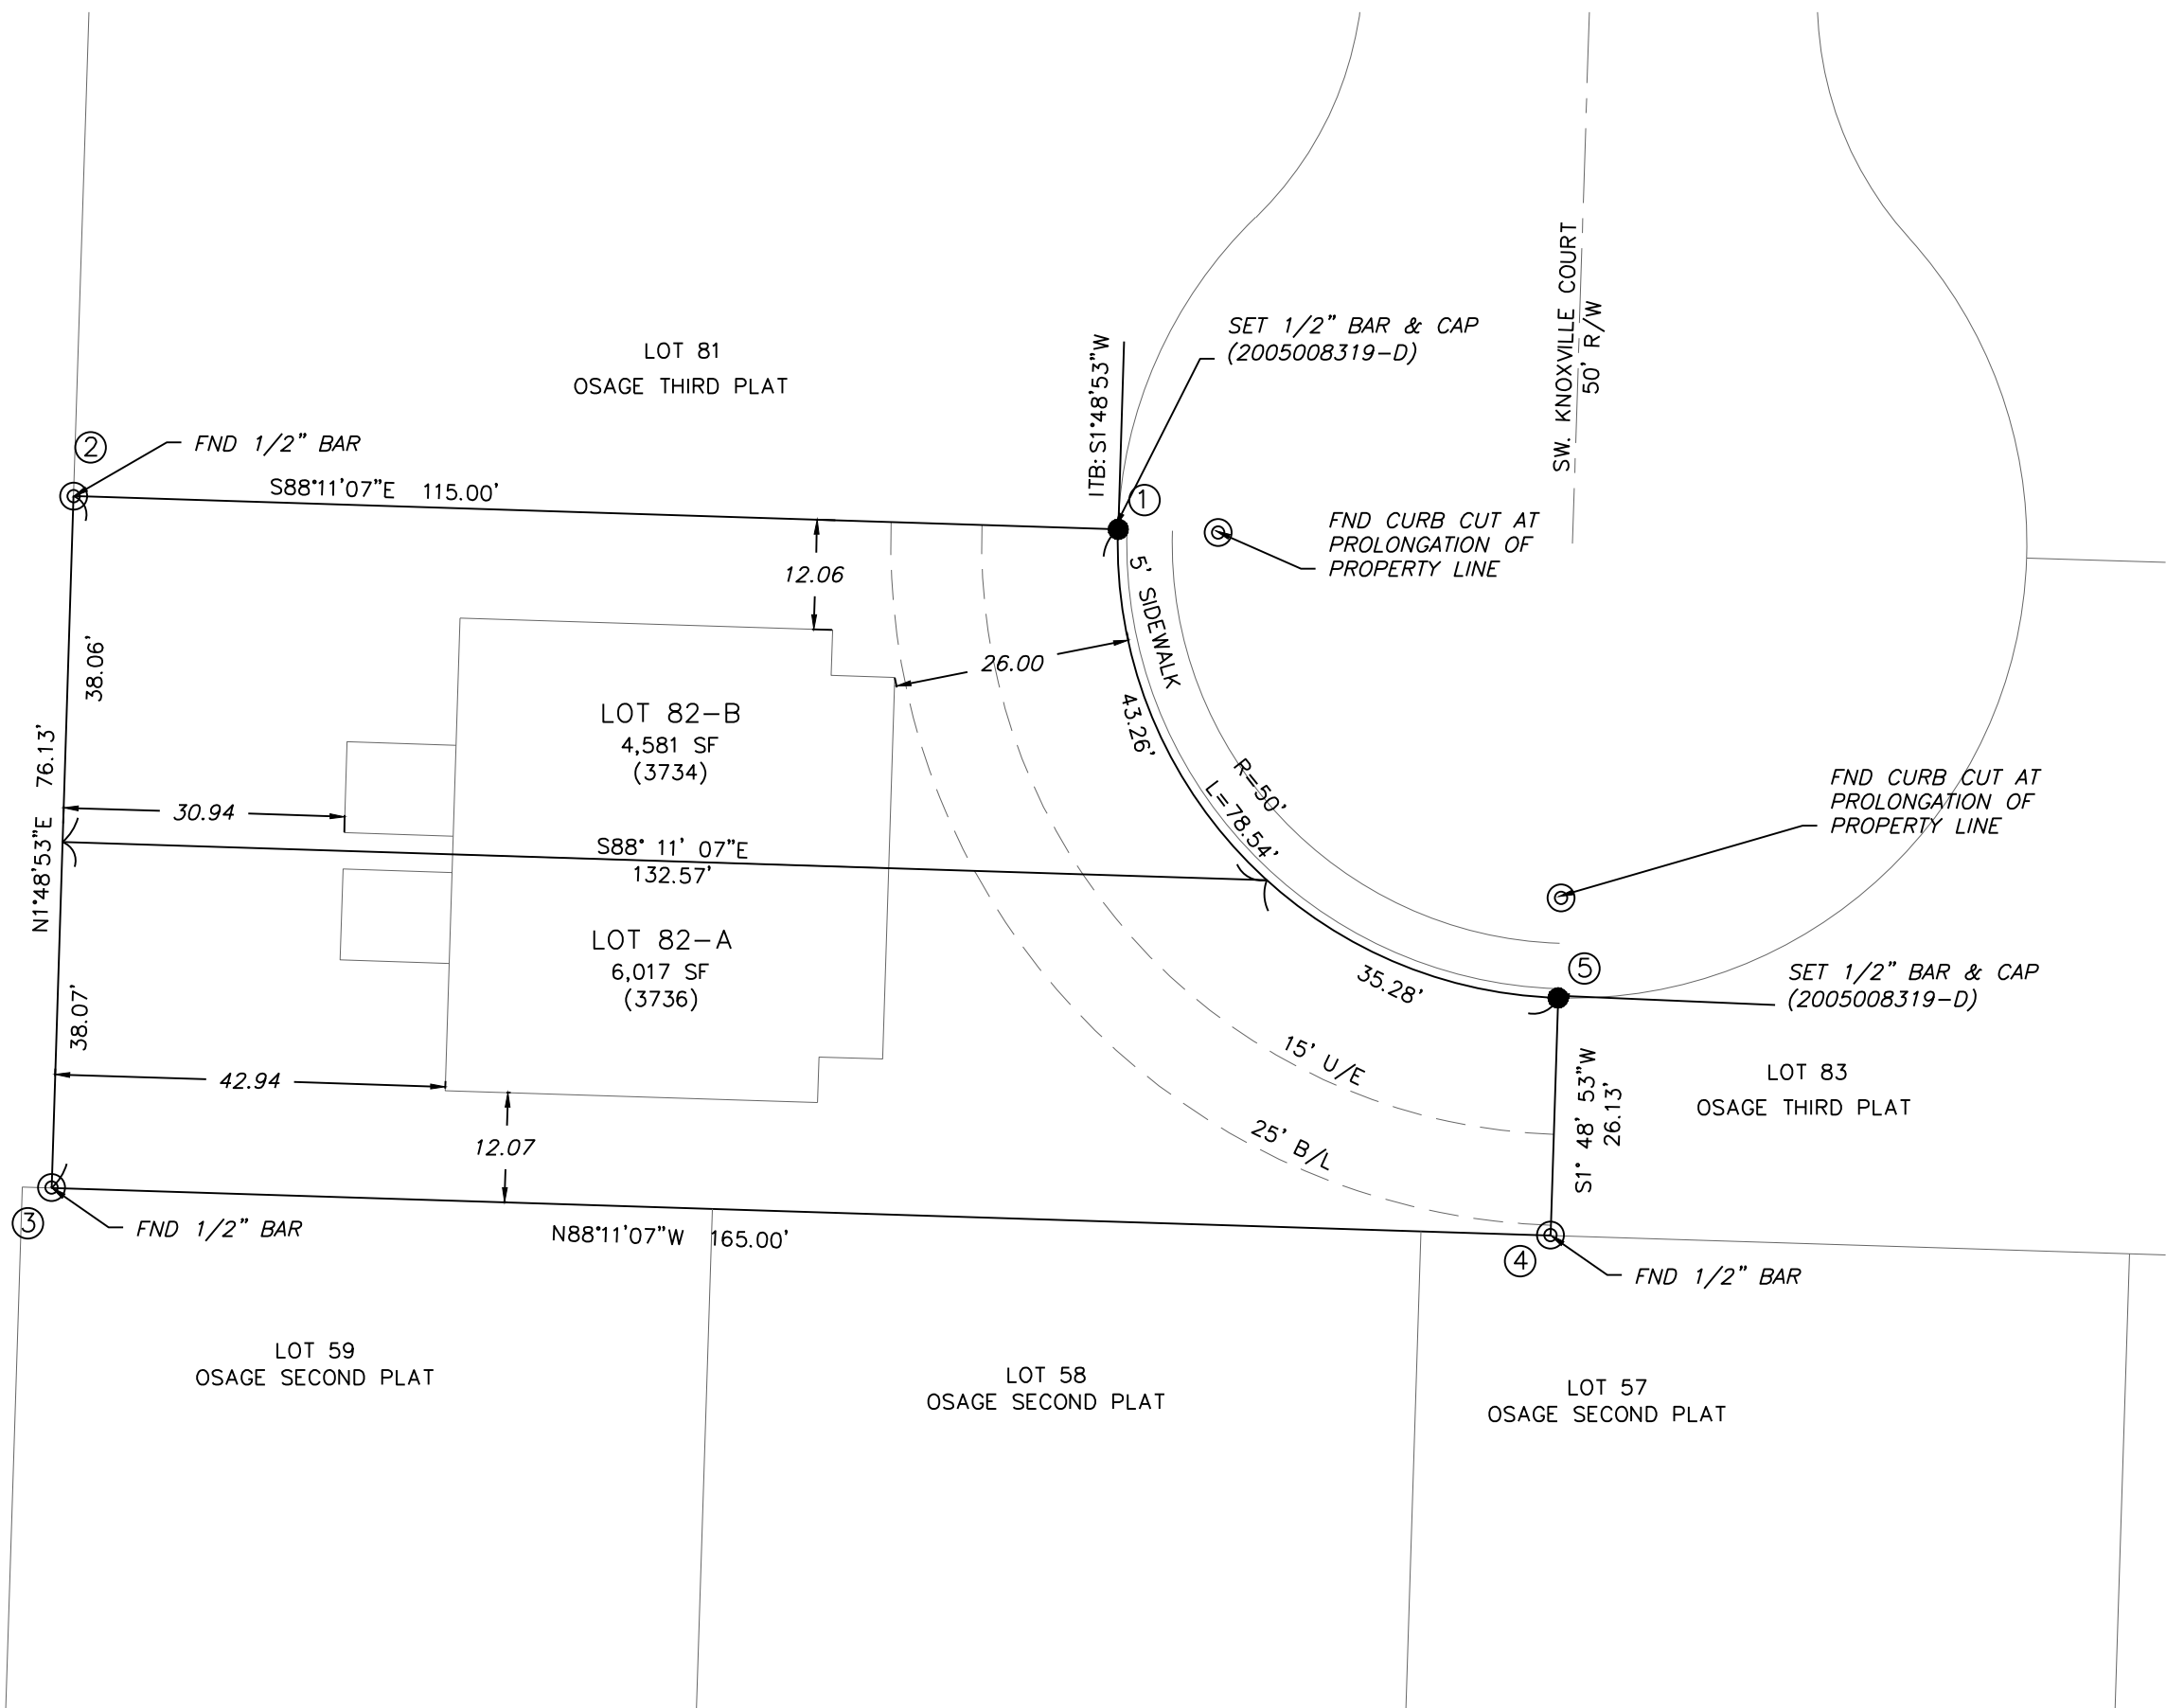 SW. KNOXVILLE COURT
50' R/W
SET 1/2" BAR & CAP
(2005008319-D)
LOT 81
OSAGE THIRD PLAT
ITB: S1°48'53"W
2
FND 1/2" BAR
S88°11'07"E 115.00'
1
FND CURB CUT AT
PROLONGATION OF
PROPERTY LINE
12.06
5' SIDEWALK
26.00
38.06'
LOT 82-B
4,581 SF
(3734)
43.26'
N1°48'53"E 76.13'
R=50'
L=78.54'
FND CURB CUT AT
PROLONGATION OF
PROPERTY LINE
30.94
S88° 11' 07"E
132.57'
LOT 82-A
6,017 SF
(3736)
38.07'
35.28'
5
SET 1/2" BAR & CAP
(2005008319-D)
42.94
15' U/E
S1° 48' 53"W
26.13'
LOT 83
OSAGE THIRD PLAT
12.07
25' B/L
3
FND 1/2" BAR
N88°11'07"W 165.00'
4
FND 1/2" BAR
LOT 59
OSAGE SECOND PLAT
LOT 58
OSAGE SECOND PLAT
LOT 57
OSAGE SECOND PLAT